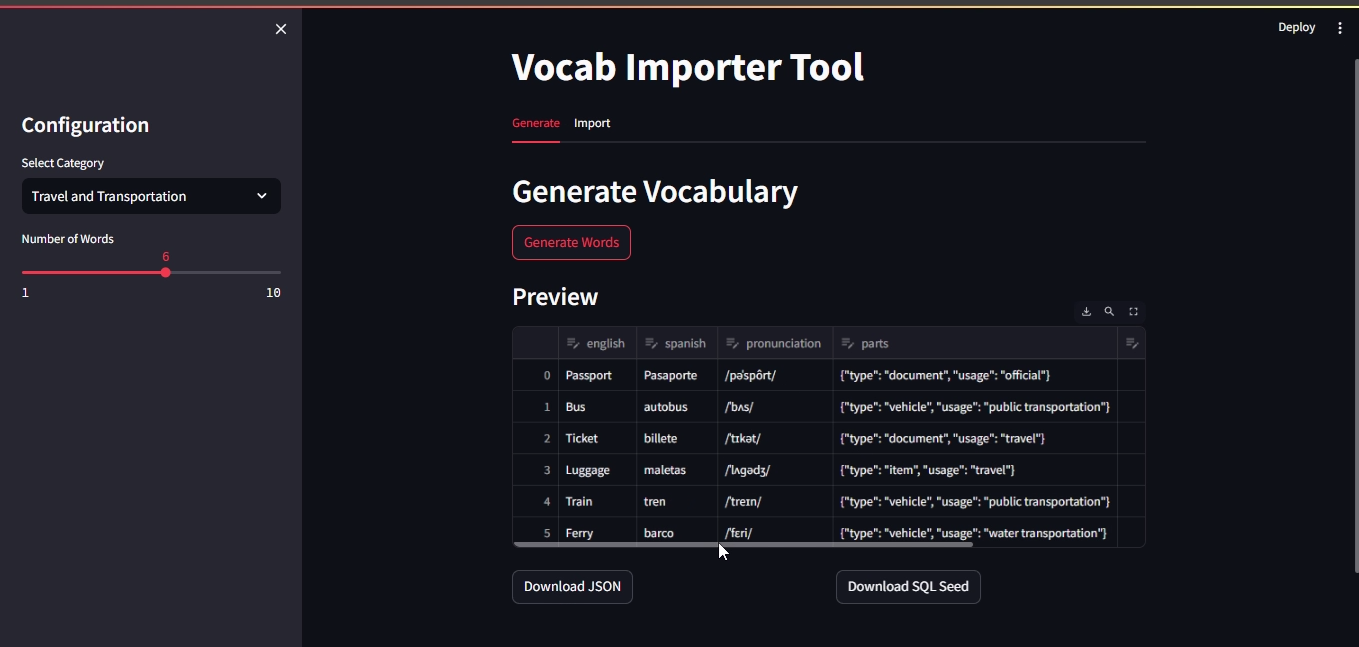 Deploy
Vocab Importer Tool
Configuration
Generate Import
Select Category
Travel and Transportation
Generate Vocabulary
Number of Words
Generate Words
6
1 10
Preview
english spanish pronunciation parts
0 Passport Pasaporte /pəˈspôrt/ {"type": "document", "usage": "official"}
1 Bus autobus /ˈbʌs/ {"type": "vehicle", "usage": "public transportation"}
2 Ticket billete /ˈtɪkət/ {"type": "document", "usage": "travel"}
3 Luggage maletas /ˈlʌɡədʒ/ {"type": "item", "usage": "travel"}
4 Train tren /ˈtreɪn/ {"type": "vehicle", "usage": "public transportation"}
5 Ferry barco /ˈfɛri/ {"type": "vehicle", "usage": "water transportation"}
Download JSON Download SQL Seed